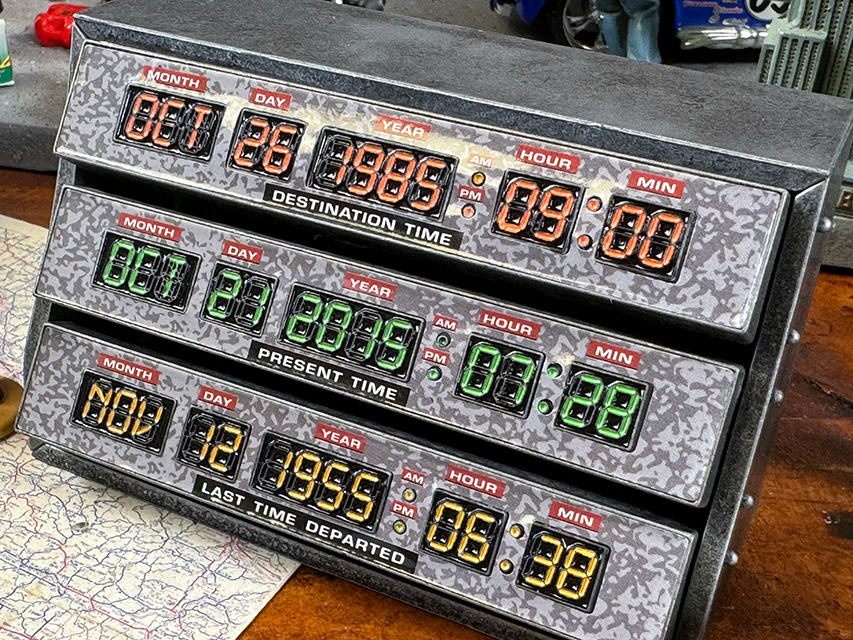 MONTH DAY YEAR AM HOUR MIN
OCT 26 1985 PM 09:00
DESTINATION TIME
MONTH DAY YEAR AM HOUR MIN
OCT 21 2015 PM 07:28
PRESENT TIME
MONTH DAY YEAR AM HOUR MIN
NOV 12 1955 PM 06:38
LAST TIME DEPARTED